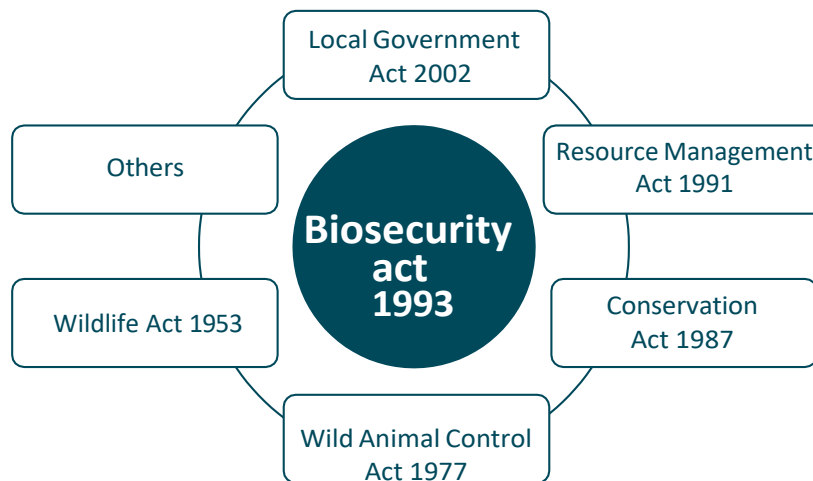 Local Government
Act 2002
Others
Resource Management
Act 1991
Biosecurity
act
1993
Wildlife Act 1953
Conservation
Act 1987
Wild Animal Control
Act 1977